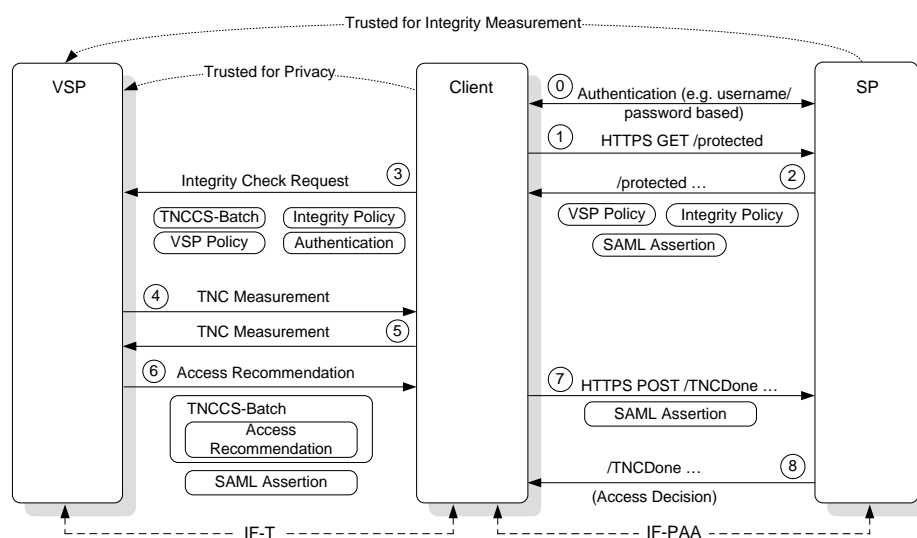 Trusted for Integrity Measurement
VSP
Trusted for Privacy
Client
SP
0
Authentication (e.g. username/
password based)
1
HTTPS GET /protected
3
Integrity Check Request
2
/protected …
TNCCS-Batch
Integrity Policy
VSP Policy
Authentication
VSP Policy
Integrity Policy
SAML Assertion
4
TNC Measurement
TNC Measurement
5
6
Access Recommendation
7
HTTPS POST /TNCDone …
TNCCS-Batch
Access
Recommendation
SAML Assertion
SAML Assertion
/TNCDone …
8
(Access Decision)
IF-T
IF-PAA